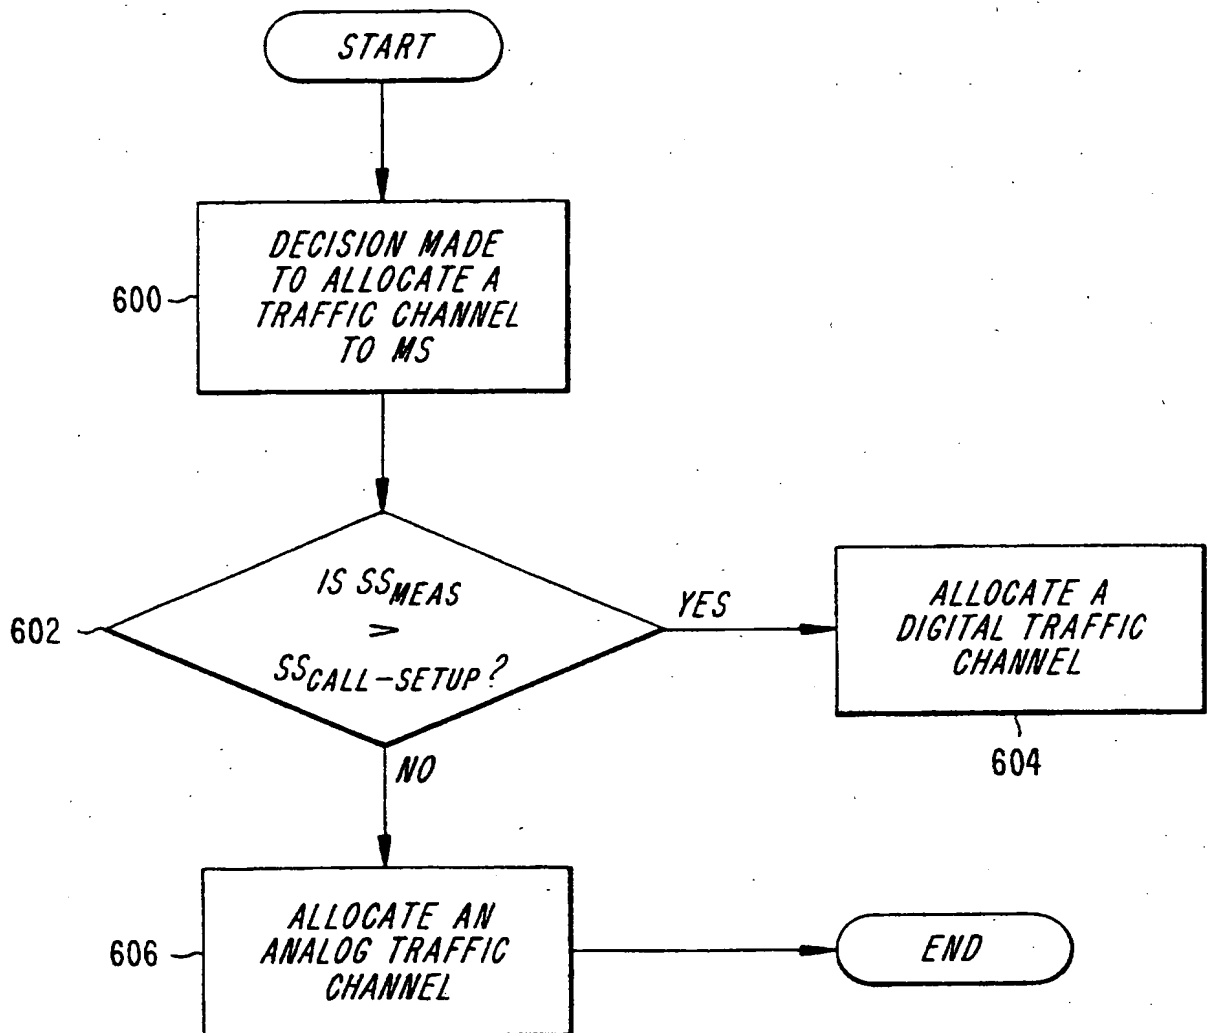 START
DECISION MADE
TO ALLOCATE A
TRAFFIC CHANNEL
TO MS
600
IS SSMEAS
>
SSCALL-SETUP?
602
YES
ALLOCATE A
DIGITAL TRAFFIC
CHANNEL
604
NO
ALLOCATE AN
ANALOG TRAFFIC
CHANNEL
606
END